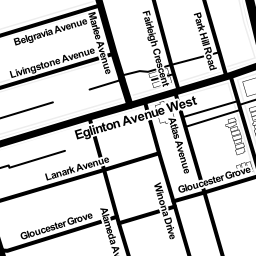 Belgravia Avenue
Marlee Avenue
Fairleigh Crescent
Park Hill Road
Livingstone Avenue
Eglinton Avenue West
Atlas Avenue
Lanark Avenue
Gloucester Grove
Winona Drive
Gloucester Grove
Alameda Av